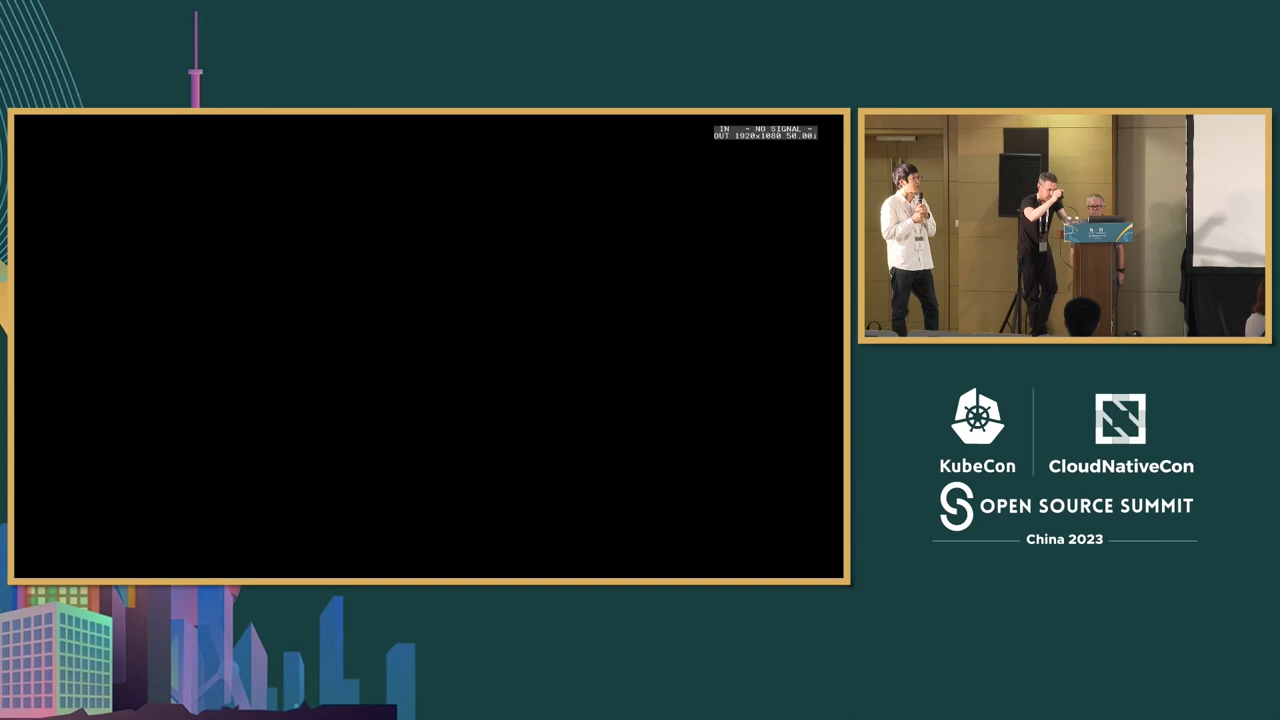 IN - NO SIGNAL -
OUT 1920x1080 50.00i
KubeCon
CloudNativeCon
OPEN SOURCE SUMMIT
China 2023